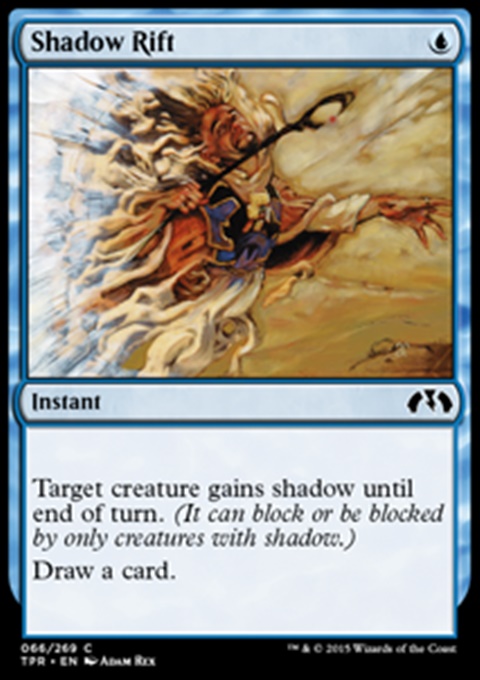 Shadow Rift
Instant
Target creature gains shadow until
end of turn. (It can block or be blocked
by only creatures with shadow.)
Draw a card.
066/269 C
TPR • EN Adam Rex
™ & © 2015 Wizards of the Coast